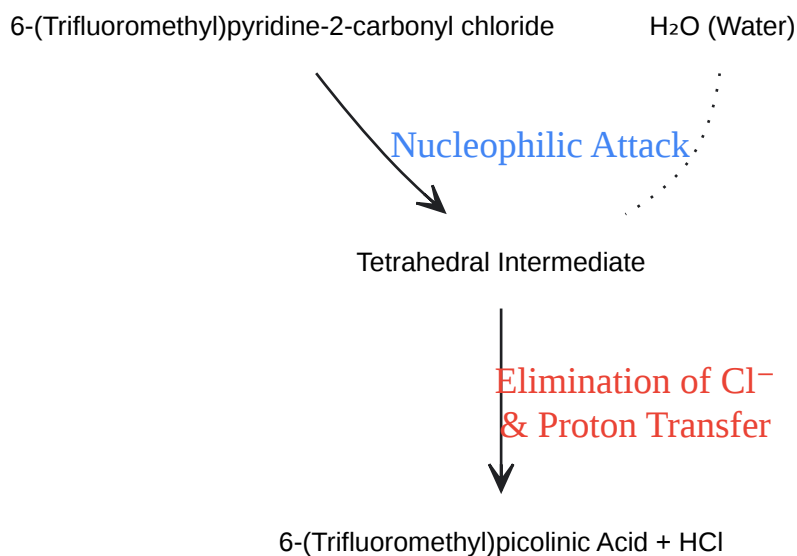 6-(Trifluoromethyl)pyridine-2-carbonyl chloride
H₂O (Water)
Nucleophilic Attack
Tetrahedral Intermediate
Elimination of Cl⁻
& Proton Transfer
6-(Trifluoromethyl)picolinic Acid + HCl